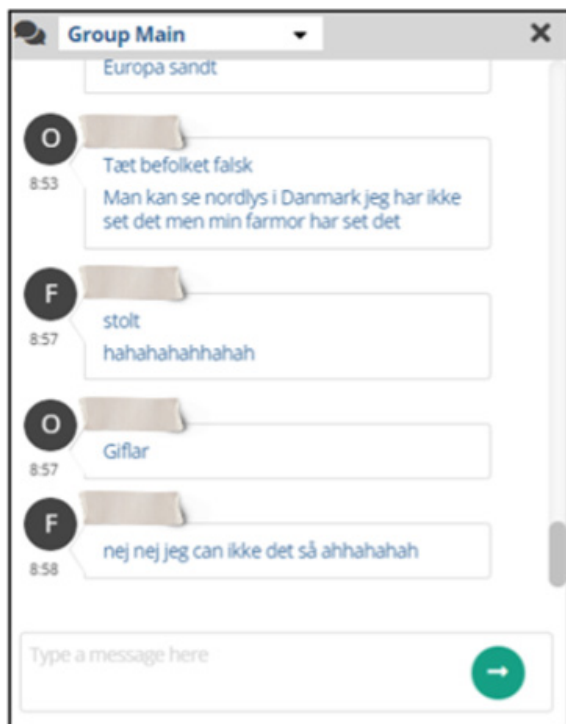 Group Main
Europa sandt
O
Tæt befolket falsk
8:53
Man kan se nordlys i Danmark jeg har ikke
set det men min farmor har set det
F
stolt
8:57
hahahahahhahah
O
Giflar
8:57
F
nej nej jeg can ikke det så ahhahahah
8:58
Type a message here